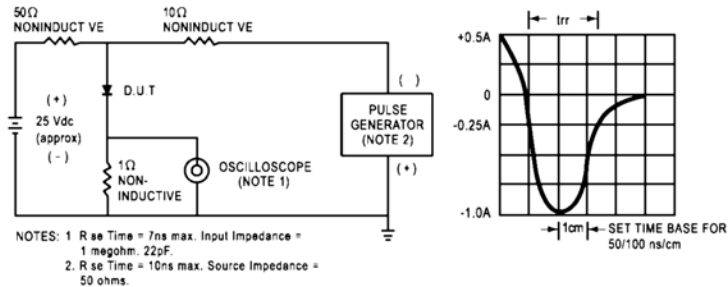 50Ω
NONINDUCT VE
10Ω
NONINDUCT VE
D.U.T
(+)
25 Vdc
(approx)
(-)
1Ω
NON-
INDUCTIVE
OSCILLOSCOPE
(NOTE 1)
( )
PULSE
GENERATOR
(NOTE 2)
(+)
NOTES: 1 R se Time = 7ns max. Input Impedance =
1 megohm. 22pF.
2. R se Time = 10ns max. Source Impedance =
50 ohms.
trr
+0.5A
0
-0.25A
-1.0A
1cm
SET TIME BASE FOR
50/100 ns/cm